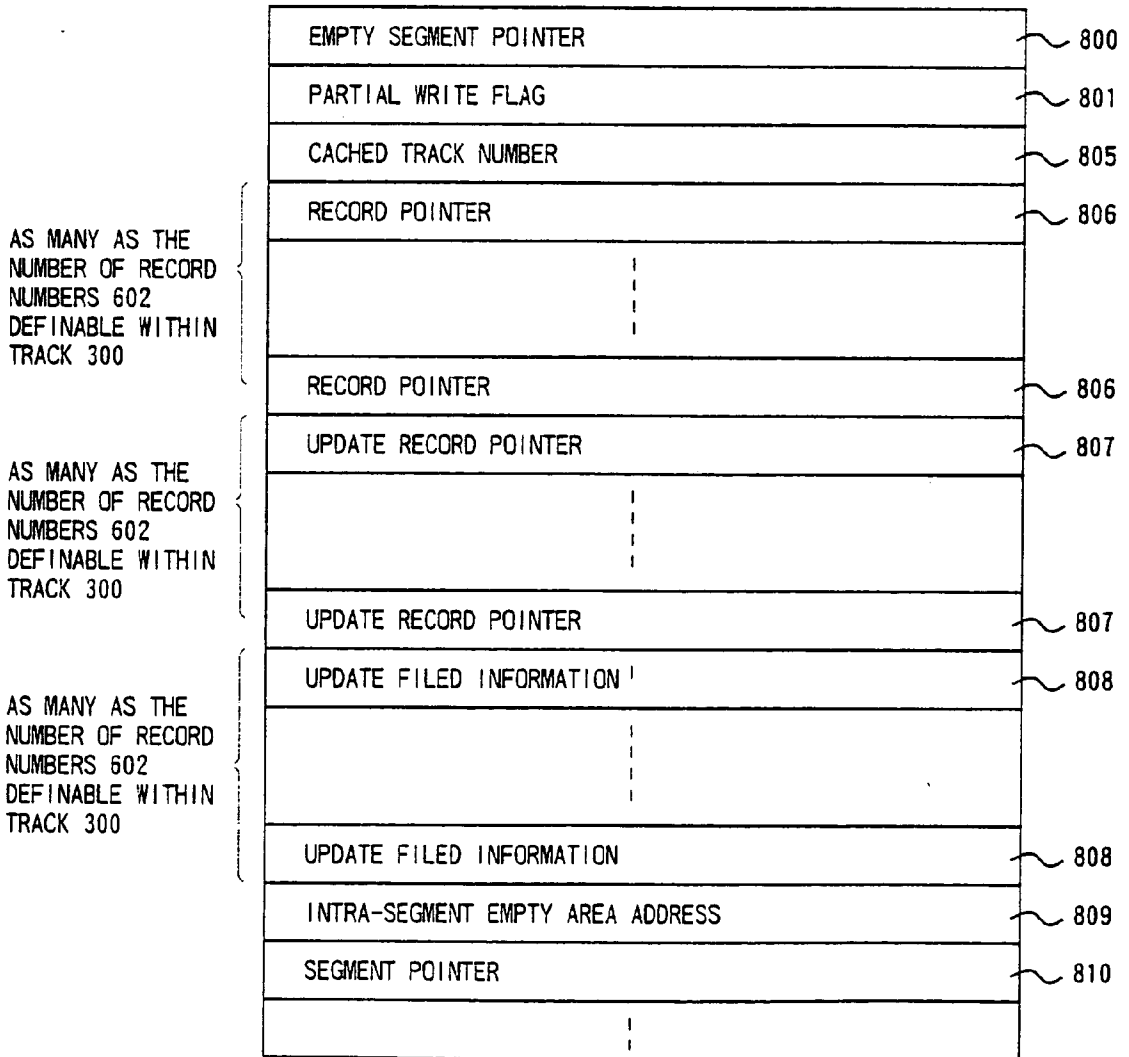 EMPTY SEGMENT POINTER 800
PARTIAL WRITE FLAG 801
CACHED TRACK NUMBER 805
RECORD POINTER 806
AS MANY AS THE
NUMBER OF RECORD
NUMBERS 602
DEFINABLE WITHIN
TRACK 300
RECORD POINTER 806
UPDATE RECORD POINTER 807
AS MANY AS THE
NUMBER OF RECORD
NUMBERS 602
DEFINABLE WITHIN
TRACK 300
UPDATE RECORD POINTER 807
UPDATE FILED INFORMATION 808
AS MANY AS THE
NUMBER OF RECORD
NUMBERS 602
DEFINABLE WITHIN
TRACK 300
UPDATE FILED INFORMATION 808
INTRA-SEGMENT EMPTY AREA ADDRESS 809
SEGMENT POINTER 810